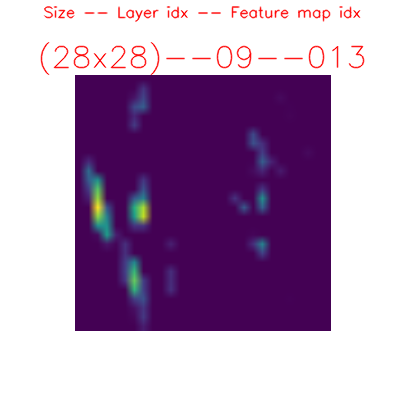 Size -- Layer idx -- Feature map idx
(28x28)--09--013